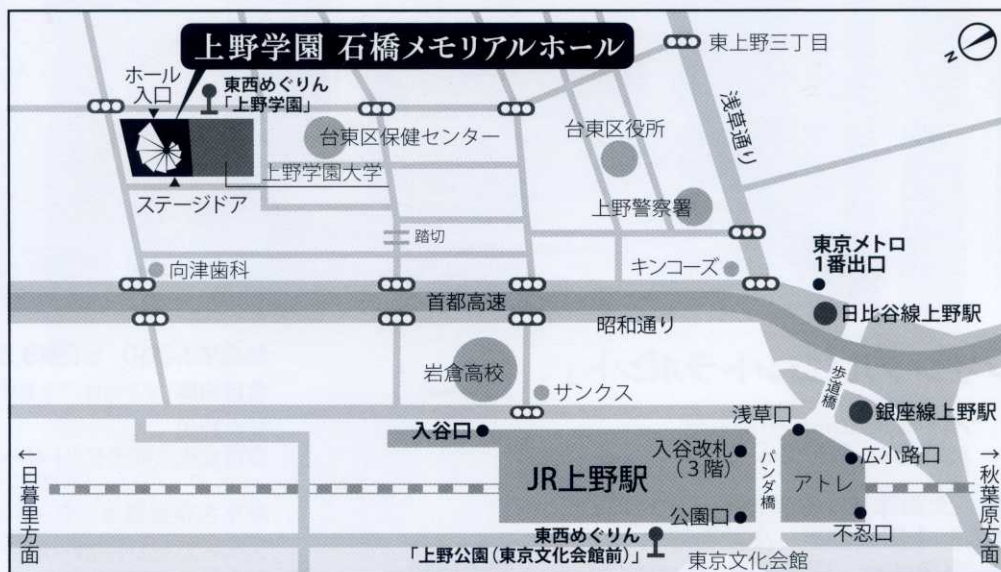 上野学園 石橋メモリアルホール
東上野三丁目
N
ホール
入口
東西めぐりん
「上野学園」
浅草通り
台東区保健センター
台東区役所
上野学園大学
ステージドア
上野警察署
踏切
東京メトロ
1番出口
向津歯科
キンコーズ
首都高速
日比谷線上野駅
昭和通り
岩倉高校
サンクス
歩道橋
銀座線上野駅
浅草口
入谷口
入谷改札
(3階)
広小路口
JR上野駅
パンダ橋
アトレ
←日暮里方面
→秋葉原方面
公園口
不忍口
東西めぐりん
「上野公園(東京文化会館前)」
東京文化会館